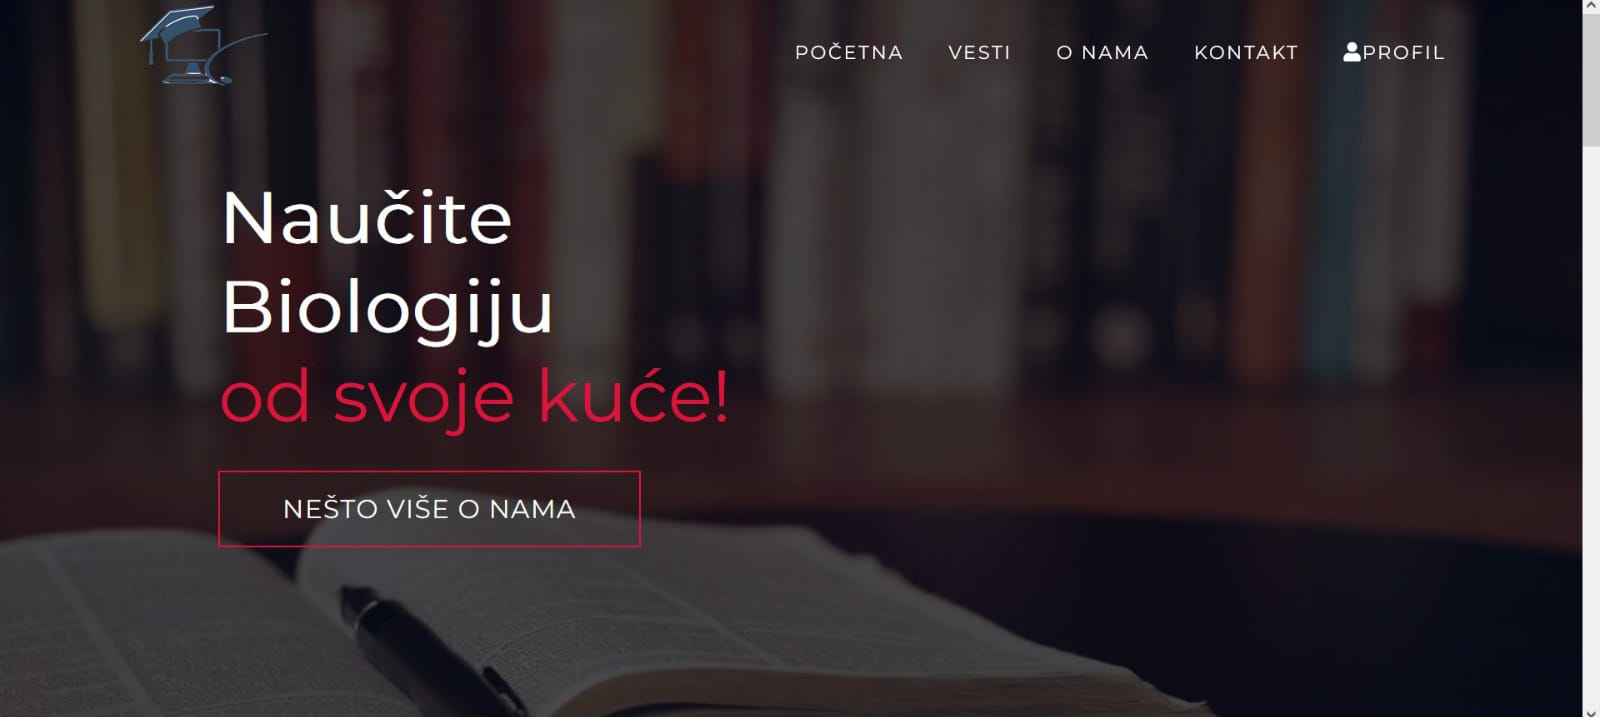 POČETNA VESTI O NAMA KONTAKT PROFIL
Naučite
Biologiju
od svoje kuće!
NEŠTO VIŠE O NAMA